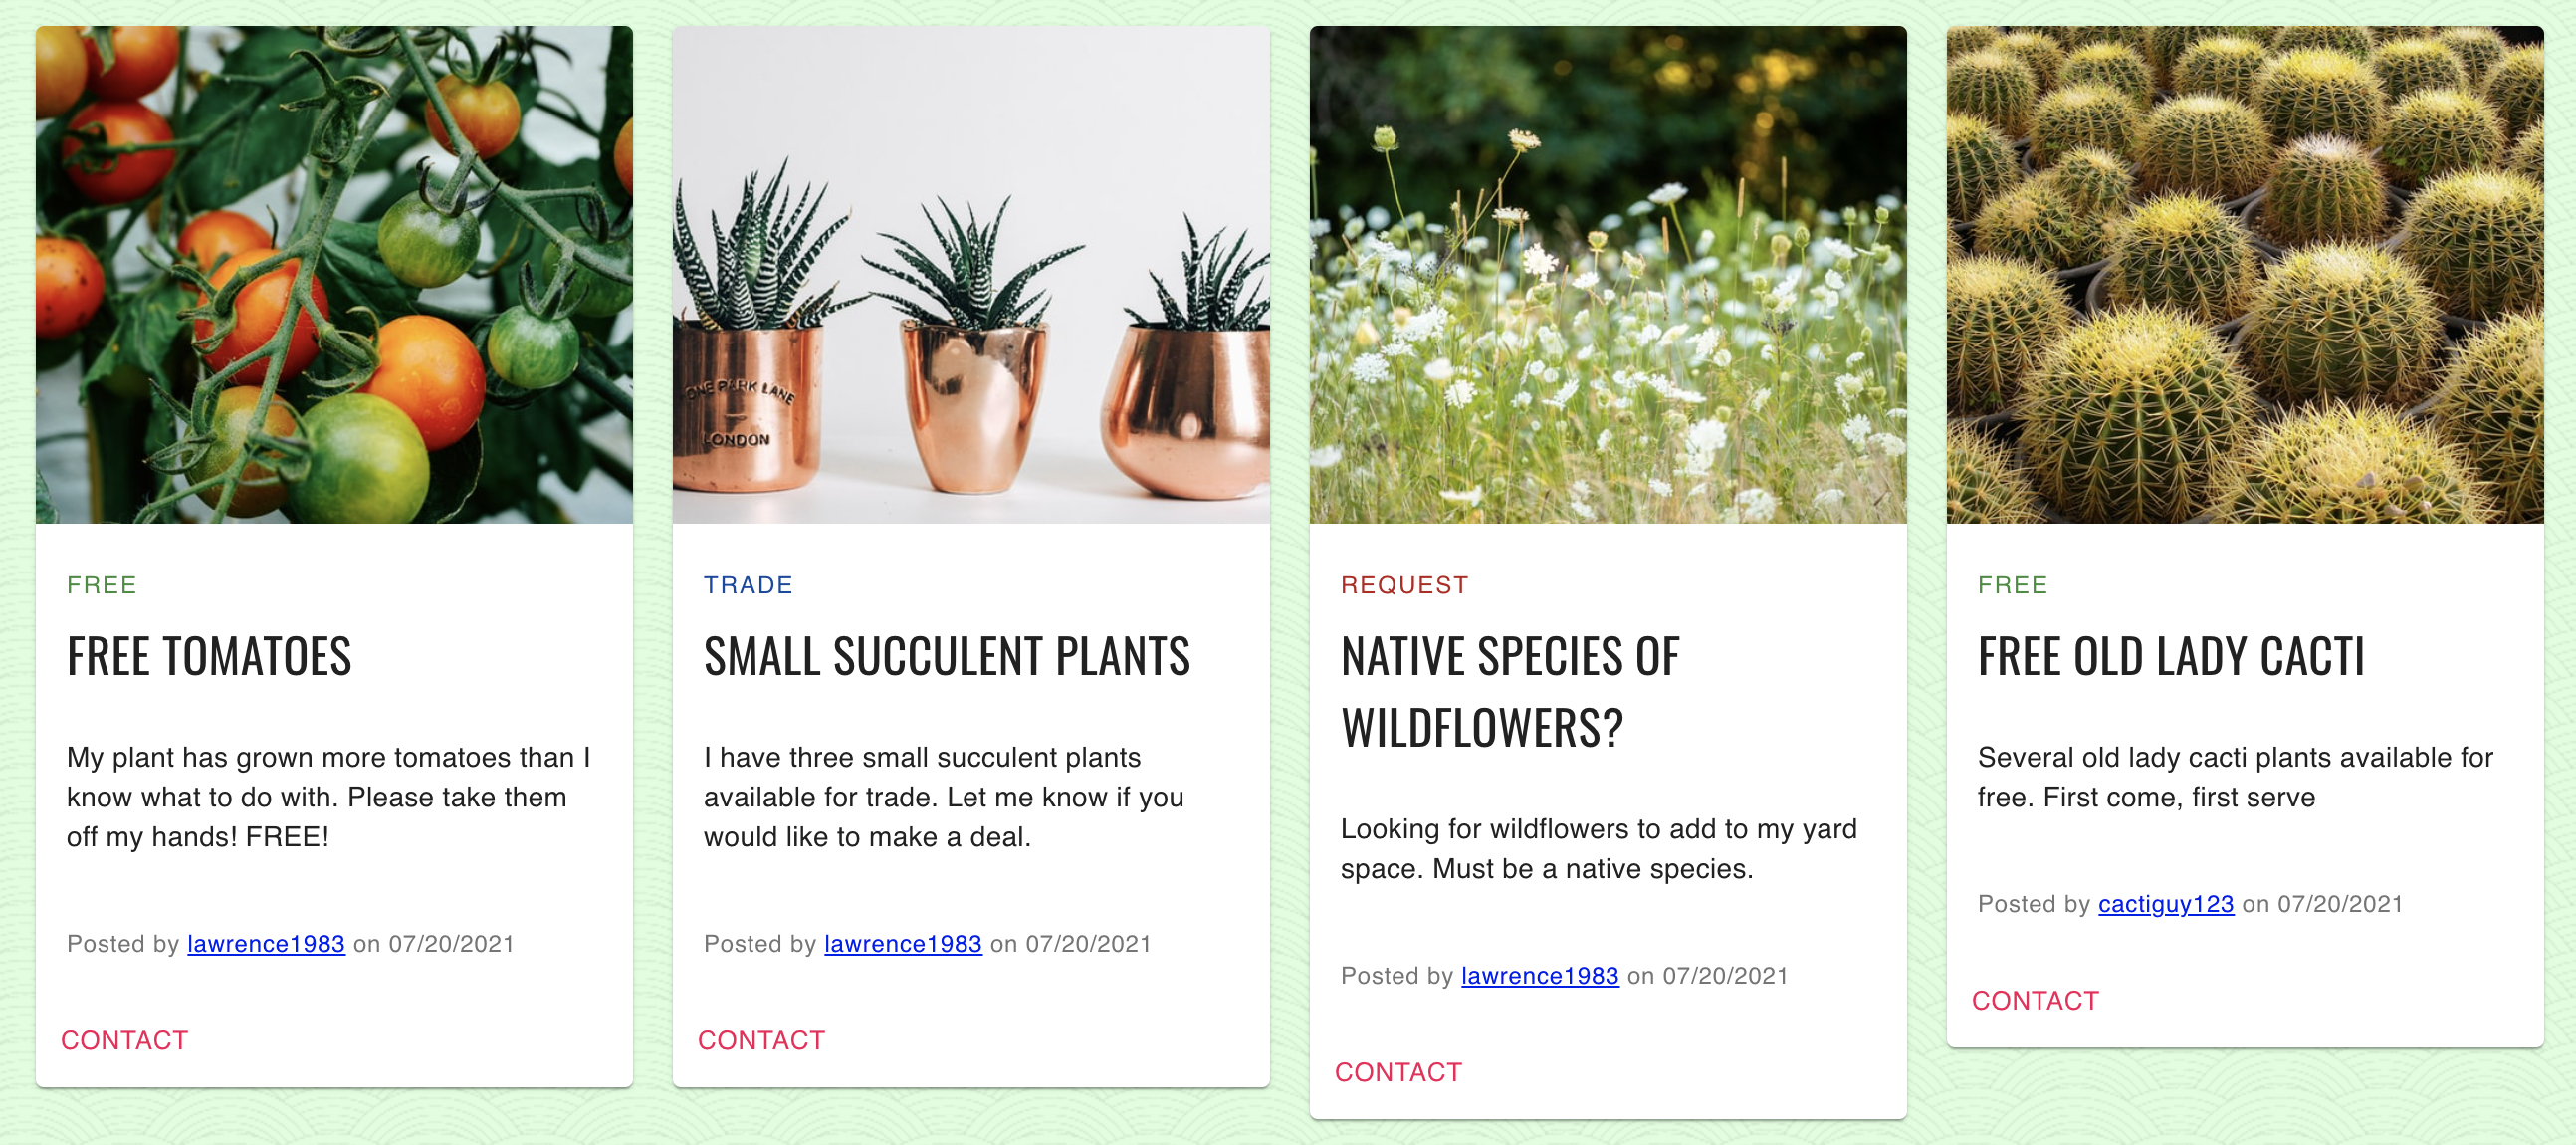 ONE PARK LANE
LONDON
FREE
FREE TOMATOES
My plant has grown more tomatoes than I
know what to do with. Please take them
off my hands! FREE!
Posted by lawrence1983 on 07/20/2021
CONTACT
TRADE
SMALL SUCCULENT PLANTS
I have three small succulent plants
available for trade. Let me know if you
would like to make a deal.
Posted by lawrence1983 on 07/20/2021
CONTACT
REQUEST
NATIVE SPECIES OF
WILDFLOWERS?
Looking for wildflowers to add to my yard
space. Must be a native species.
Posted by lawrence1983 on 07/20/2021
CONTACT
FREE
FREE OLD LADY CACTI
Several old lady cacti plants available for
free. First come, first serve
Posted by cactiguy123 on 07/20/2021
CONTACT